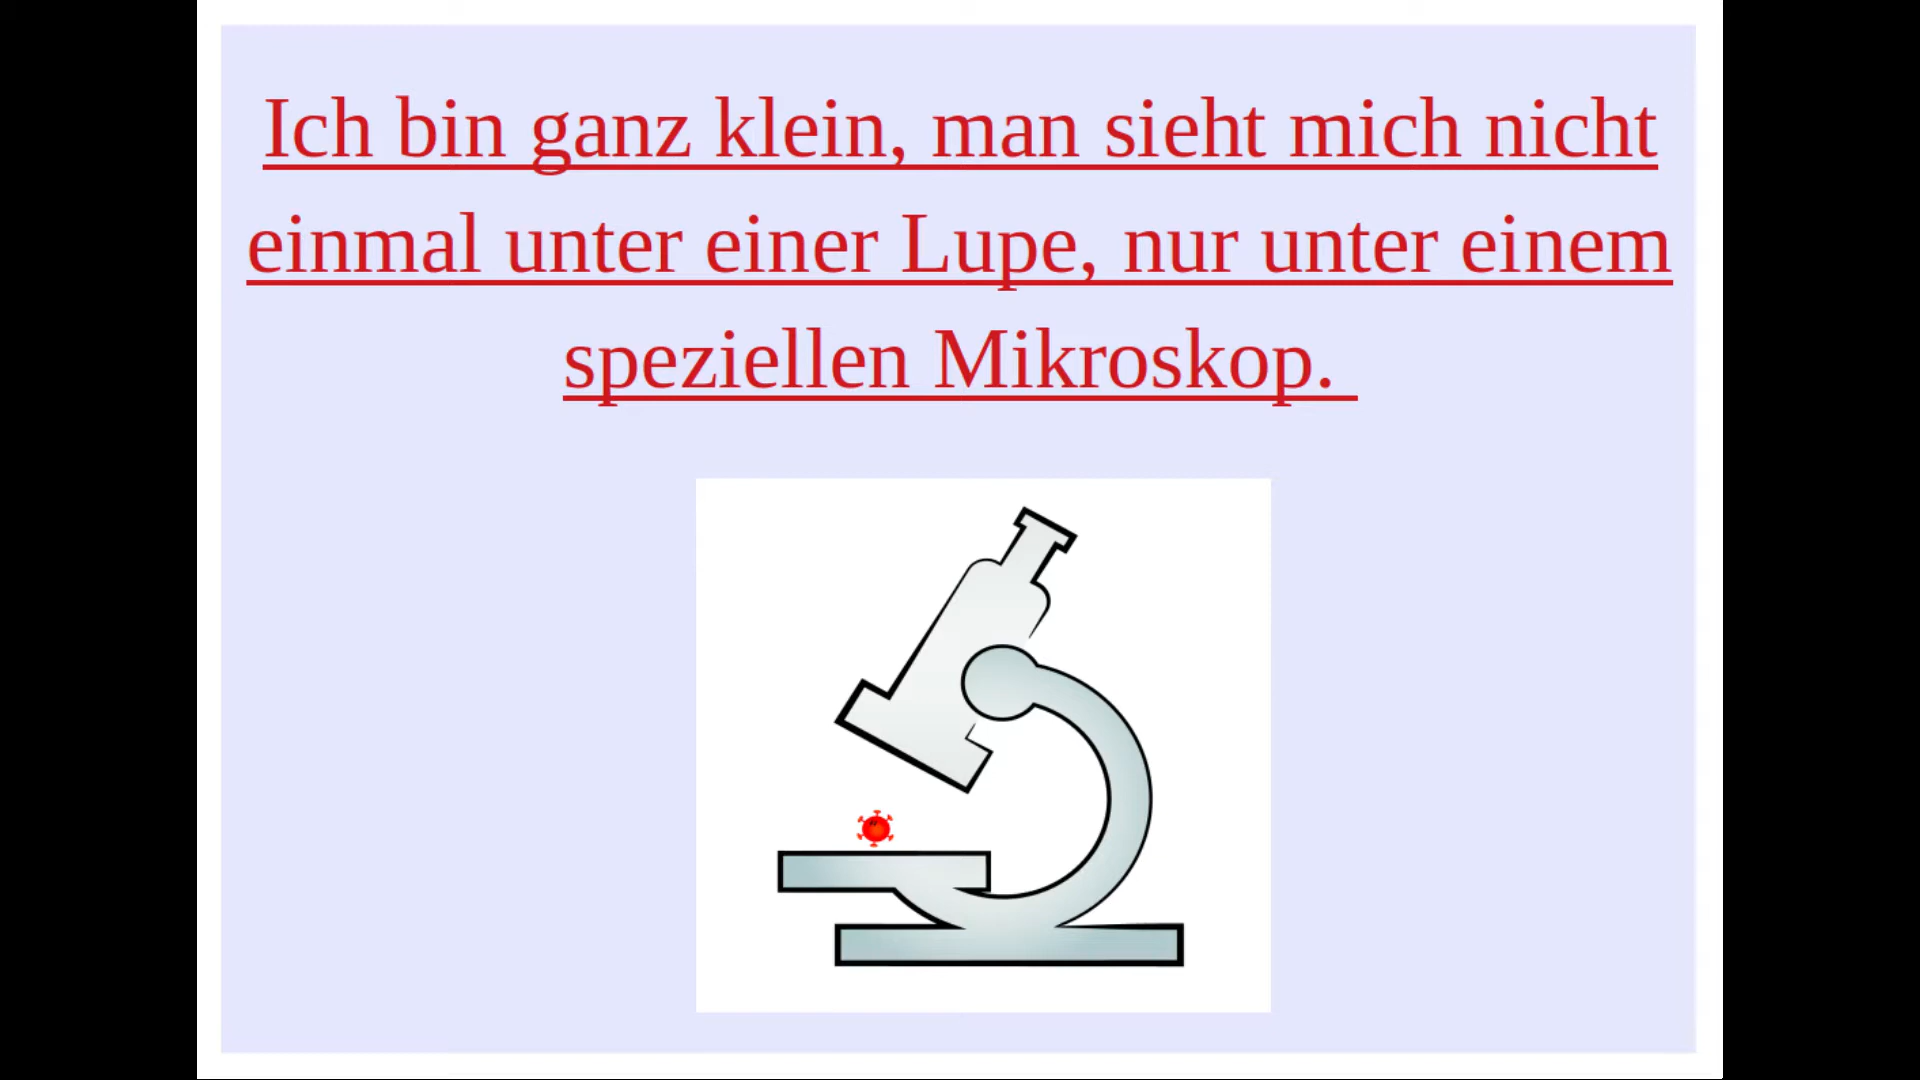 Ich bin ganz klein, man sieht mich nicht
einmal unter einer Lupe, nur unter einem
speziellen Mikroskop.